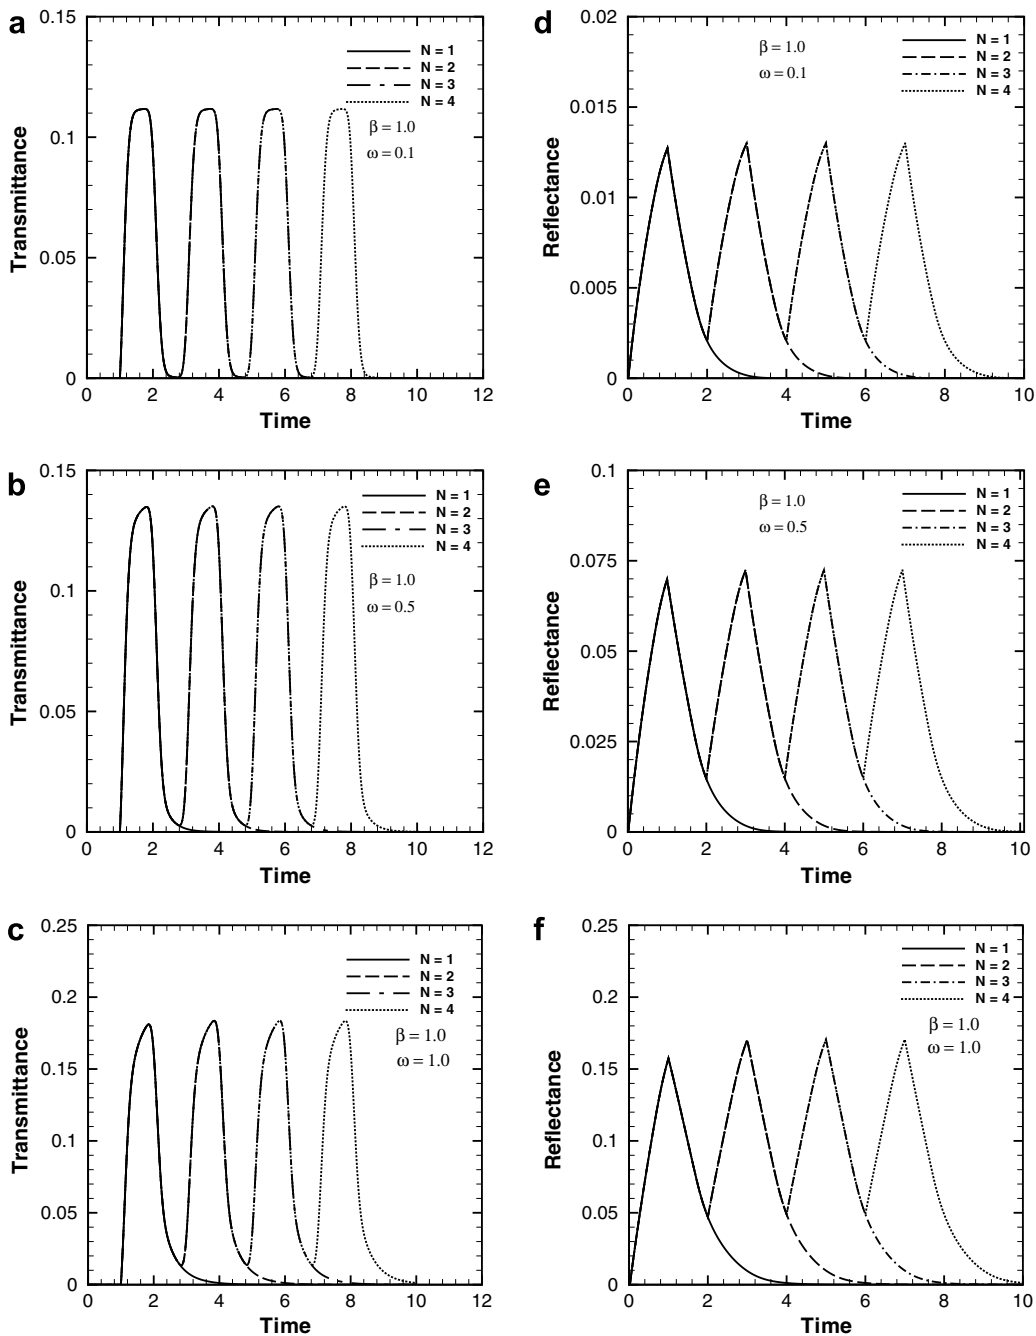 a
0.15
0.1
0.05
0
Transmittance
N = 1
N = 2
N = 3
N = 4
β = 1.0
ω = 0.1
0 2 4 6 8 10 12
Time
d
0.02
0.015
0.01
0.005
0
Reflectance
β = 1.0
ω = 0.1
N = 1
N = 2
N = 3
N = 4
0 2 4 6 8 10
Time
b
0.15
0.1
0.05
0
Transmittance
N = 1
N = 2
N = 3
N = 4
β = 1.0
ω = 0.5
0 2 4 6 8 10 12
Time
e
0.1
0.075
0.05
0.025
0
Reflectance
β = 1.0
ω = 0.5
N = 1
N = 2
N = 3
N = 4
0 2 4 6 8 10
Time
c
0.25
0.2
0.15
0.1
0.05
0
Transmittance
N = 1
N = 2
N = 3
N = 4
β = 1.0
ω = 1.0
0 2 4 6 8 10 12
Time
f
0.25
0.2
0.15
0.1
0.05
0
Reflectance
N = 1
N = 2
N = 3
N = 4
β = 1.0
ω = 1.0
0 2 4 6 8 10
Time